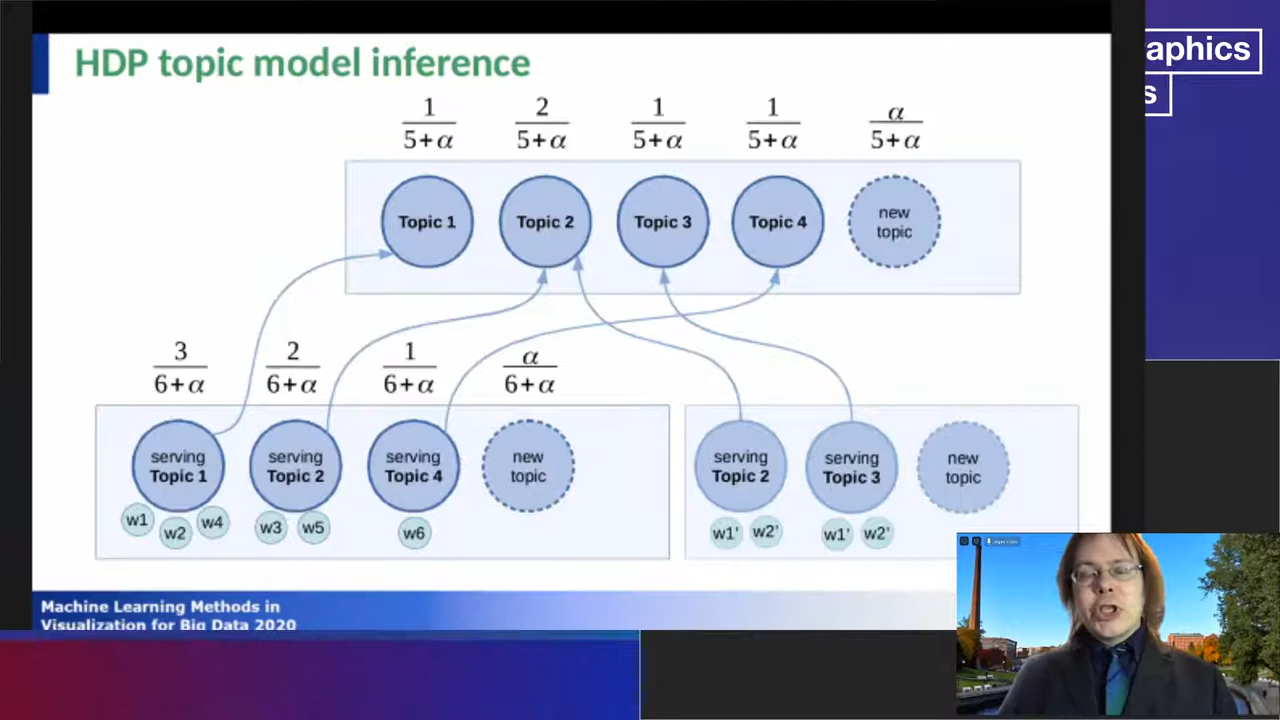 HDP topic model inference
aphics
s
1 2 1 1 α
5+α 5+α 5+α 5+α 5+α
Topic 1 Topic 2 Topic 3 Topic 4 new
topic
3 2 1 α
6+α 6+α 6+α 6+α
serving serving serving new serving serving new
Topic 1 Topic 2 Topic 4 topic Topic 2 Topic 3 topic
w1 w2 w4 w3 w5 w6 w1' w2' w1' w2'
Machine Learning Methods in
Visualization for Big Data 2020